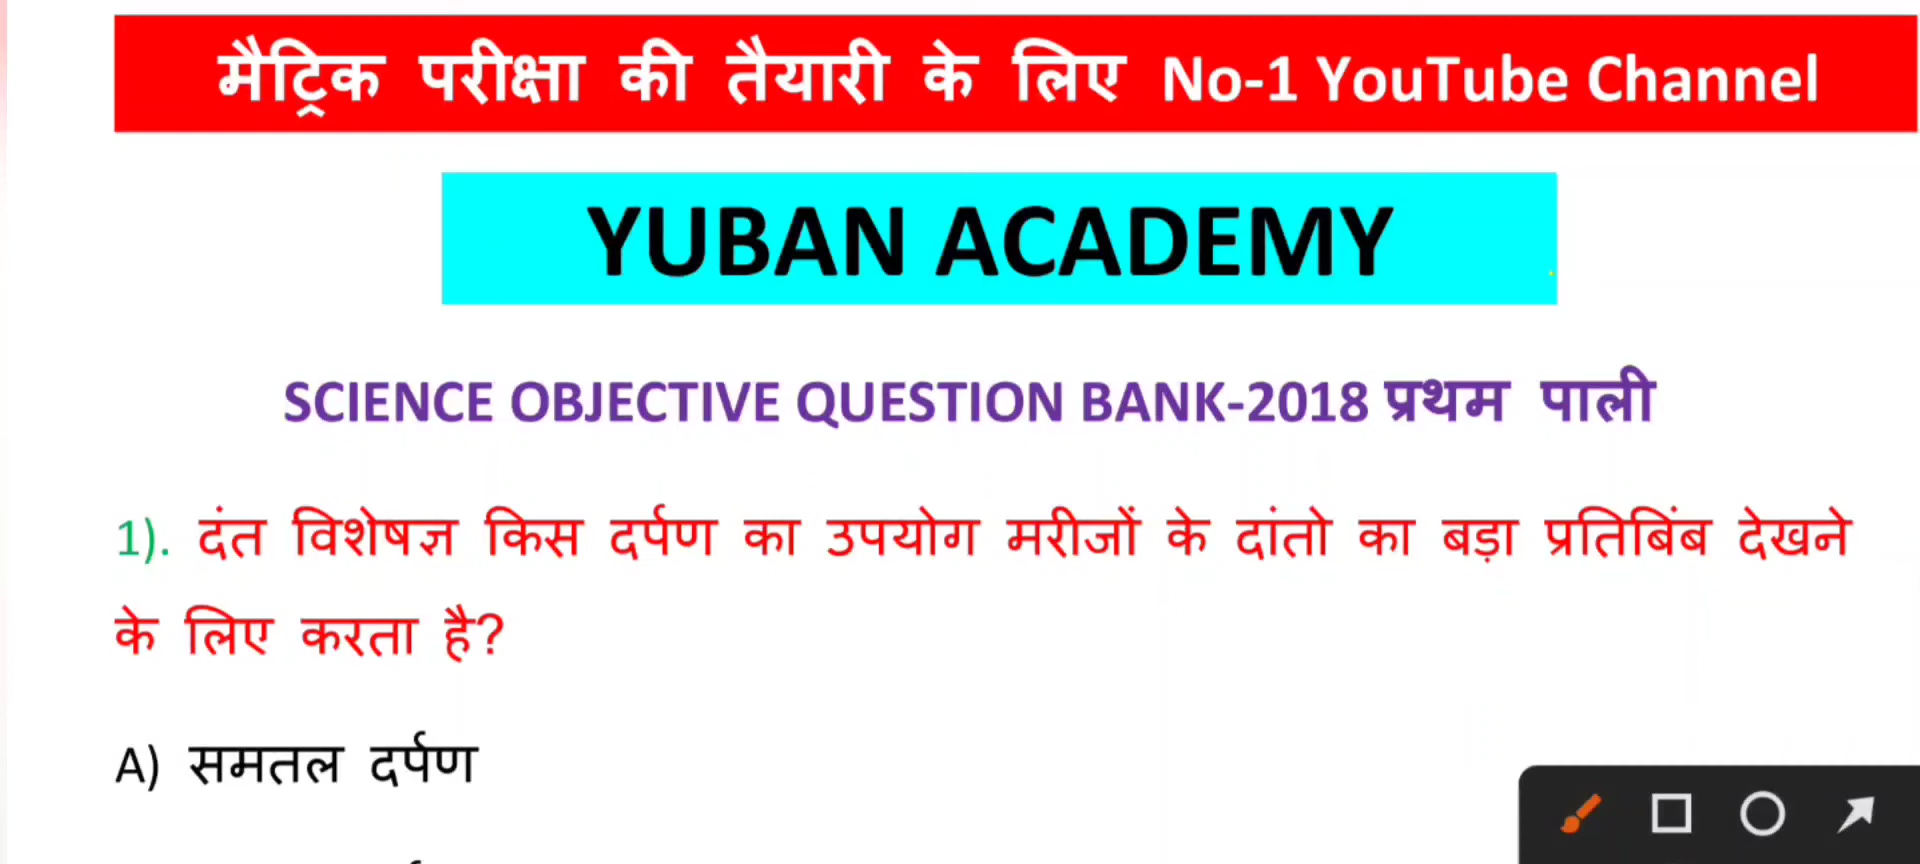 मैट्रिक परीक्षा की तैयारी के लिए No-1 YouTube Channel
YUBAN ACADEMY
SCIENCE OBJECTIVE QUESTION BANK-2018 प्रथम पाली
1). दंत विशेषज्ञ किस दर्पण का उपयोग मरीजों के दांतो का बड़ा प्रतिबिंब देखने
के लिए करता है?
A) समतल दर्पण